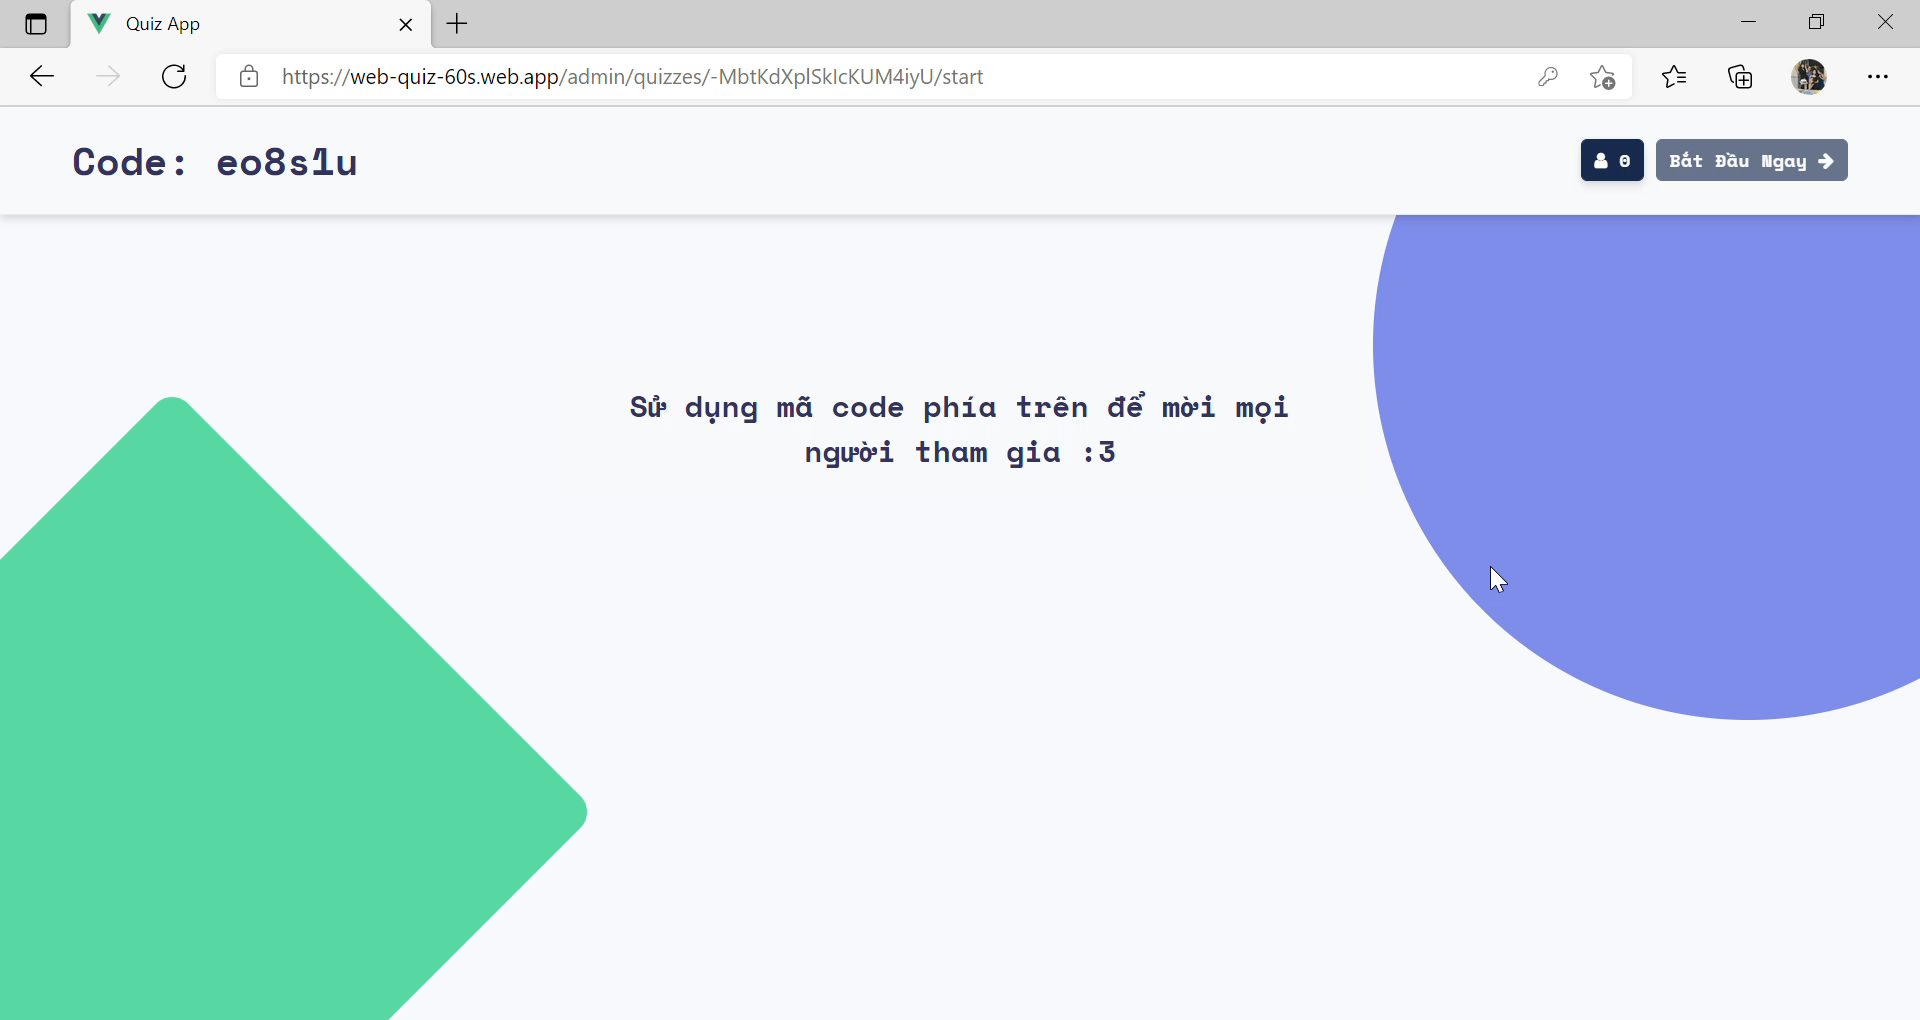 Quiz App
https://web-quiz-60s.web.app/admin/quizzes/-MbtKdXplSkIcKUM4iyU/start
Code: eo8s1u
0
Bắt Đầu Ngay
Sử dụng mã code phía trên để mời mọi
người tham gia :3